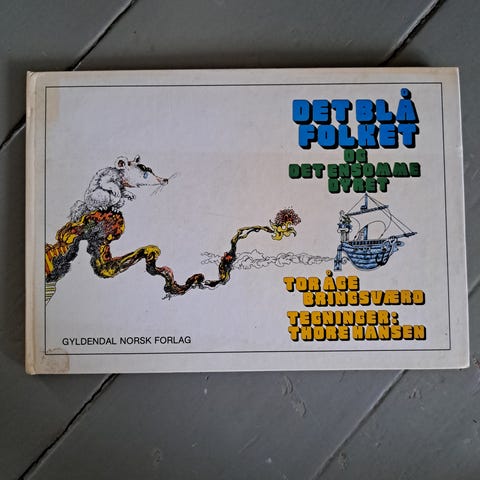 DET BLÅ
FOLKET
OG
DET ENSOMME
DYRET
TOR ÅGE
BRINGSVÆRD
TEGNINGER:
THORE HANSEN
GYLDENDAL NORSK FORLAG